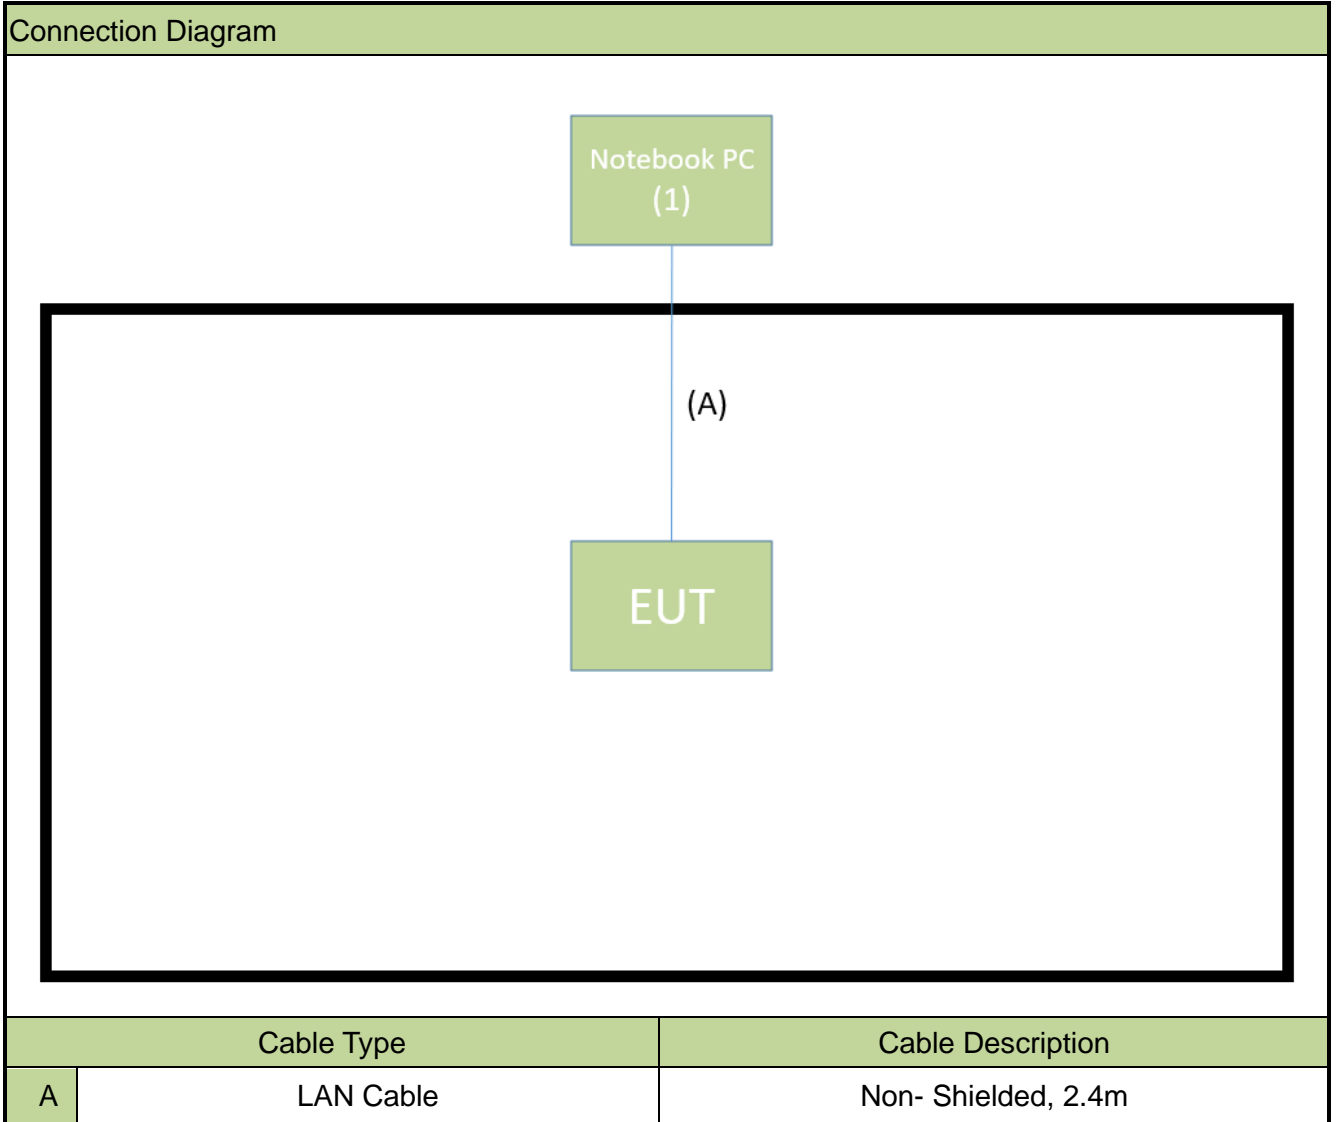 Connection Diagram
Notebook PC
(1)
(A)
EUT
Cable Type Cable Description
A LAN Cable Non- Shielded, 2.4m